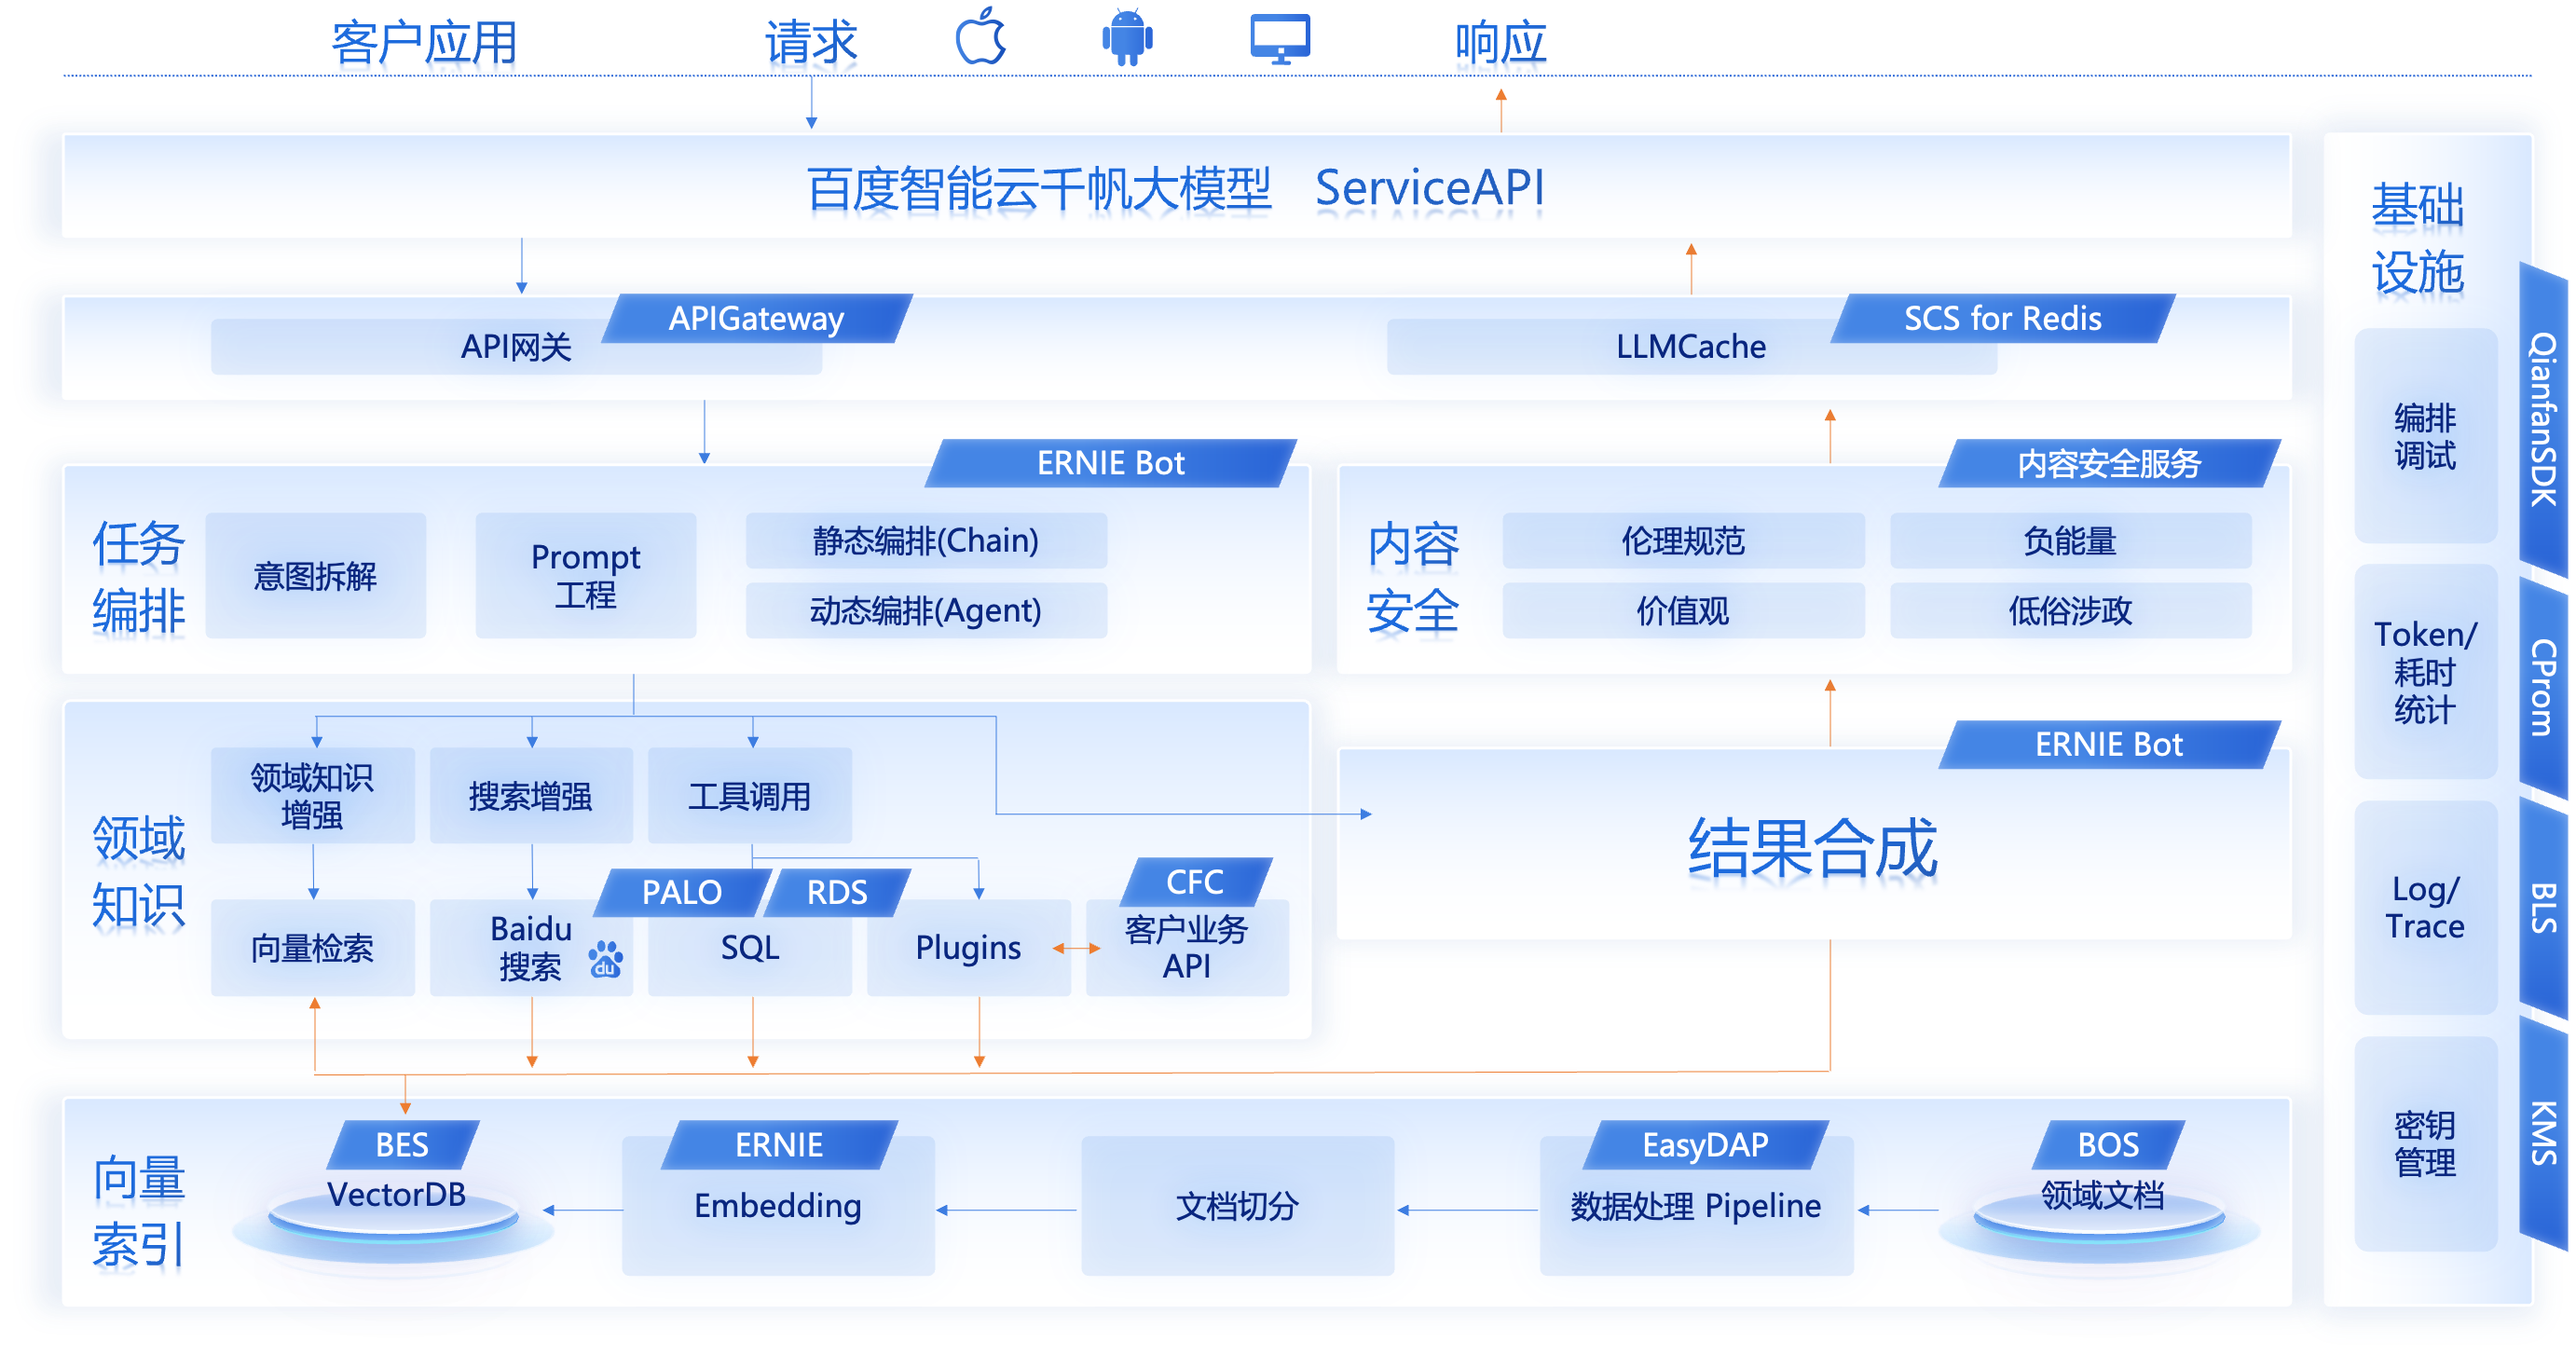 客户应用
请求
响应
百度智能云千帆大模型 ServiceAPI
APIGateway
API网关
SCS for Redis
LLMCache
ERNIE Bot
任务
编排
意图拆解
Prompt
工程
静态编排(Chain)
动态编排(Agent)
内容安全服务
内容
安全
伦理规范
负能量
价值观
低俗涉政
领域
知识
领域知识
增强
搜索增强
工具调用
向量检索
Baidu
搜索
du
PALO
RDS
SQL
Plugins
CFC
客户业务
API
ERNIE Bot
结果合成
向量
索引
BES
VectorDB
ERNIE
Embedding
文档切分
EasyDAP
数据处理 Pipeline
BOS
领域文档
基础
设施
编排
调试
QianfanSDK
Token/
耗时
统计
CProm
Log/
Trace
BLS
密钥
管理
KMS